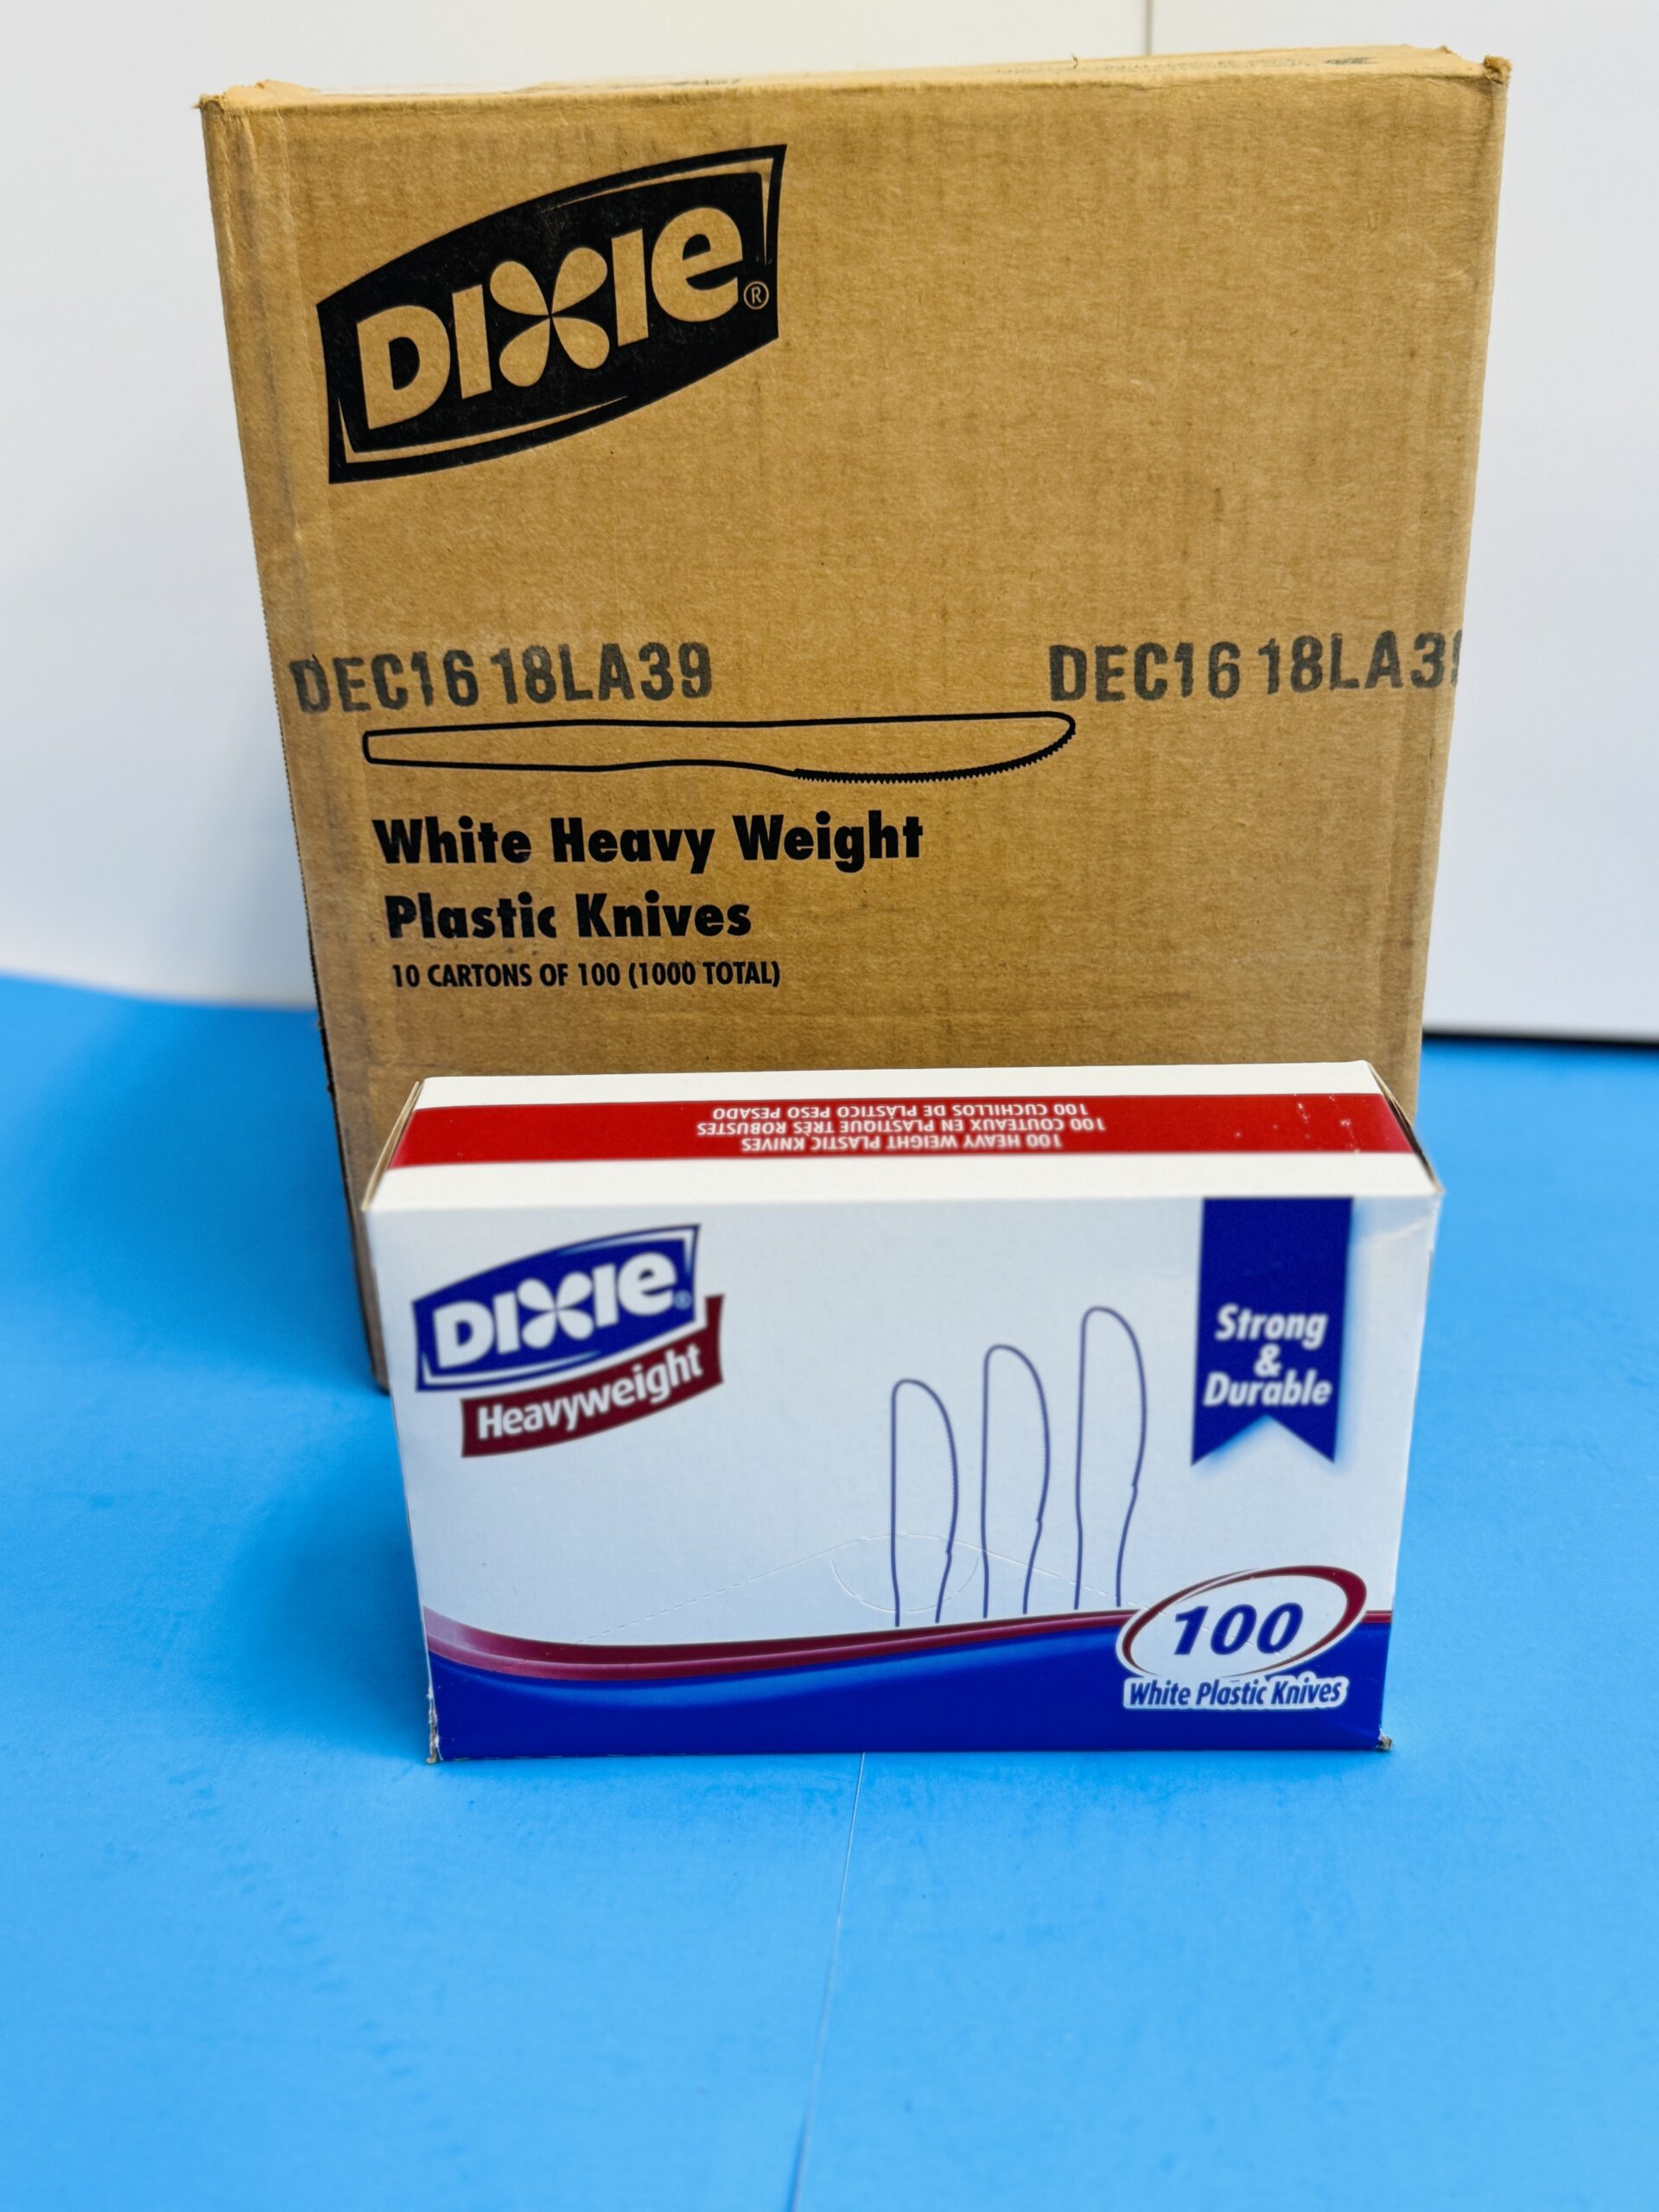 DIXIE®
DEC16 18LA39 DEC16 18LA39
White Heavy Weight
Plastic Knives
10 CARTONS OF 100 (1000 TOTAL)
100 HEAVY WEIGHT PLASTIC KNIVES
100 COUTEAUX EN PLASTIQUE TRÈS ROBUSTES
100 CUCHILLOS DE PLASTICO PESO PESADO
DIXIE®
Heavyweight
Strong
&
Durable
100
White Plastic Knives